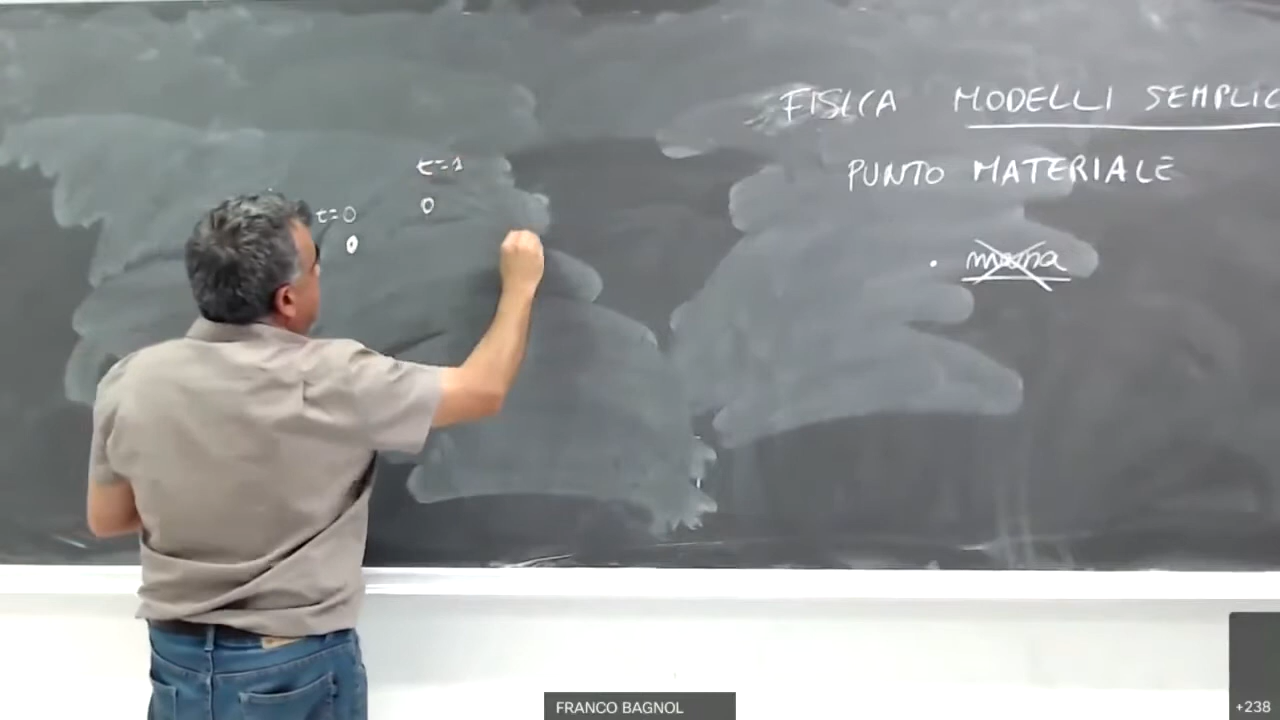 FISICA MODELLI SEMPLIC
PUNTO MATERIALE
t=1
t=0
massa
FRANCO BAGNOL
+238